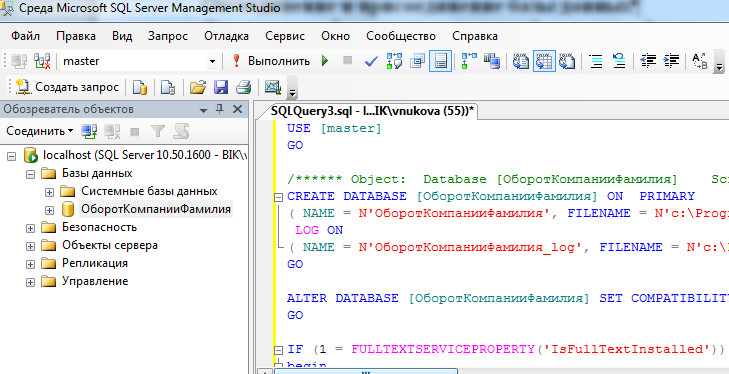 Среда Microsoft SQL Server Management Studio
Файл Правка Вид Запрос Отладка Сервис Окно Сообщество Справка
master Выполнить
Создать запрос
Обозреватель объектов
Соединить
localhost (SQL Server 10.50.1600 - BIK\
Базы данных
Системные базы данных
ОборотКомпанииФамилия
Безопасность
Объекты сервера
Репликация
Управление
SQLQuery3.sql - l...IK\vnukova (55))*
USE [master]
GO
/****** Object: Database [ОборотКомпанииФамилия] Sc
CREATE DATABASE [ОборотКомпанииФамилия] ON PRIMARY
( NAME = N'ОборотКомпанииФамилия', FILENAME = N'c:\Prog
LOG ON
( NAME = N'ОборотКомпанииФамилия_log', FILENAME = N'c:\
GO
ALTER DATABASE [ОборотКомпанииФамилия] SET COMPATIBILIT
GO
IF (1 = FULLTEXTSERVICEPROPERTY('IsFullTextInstalled'))
begin